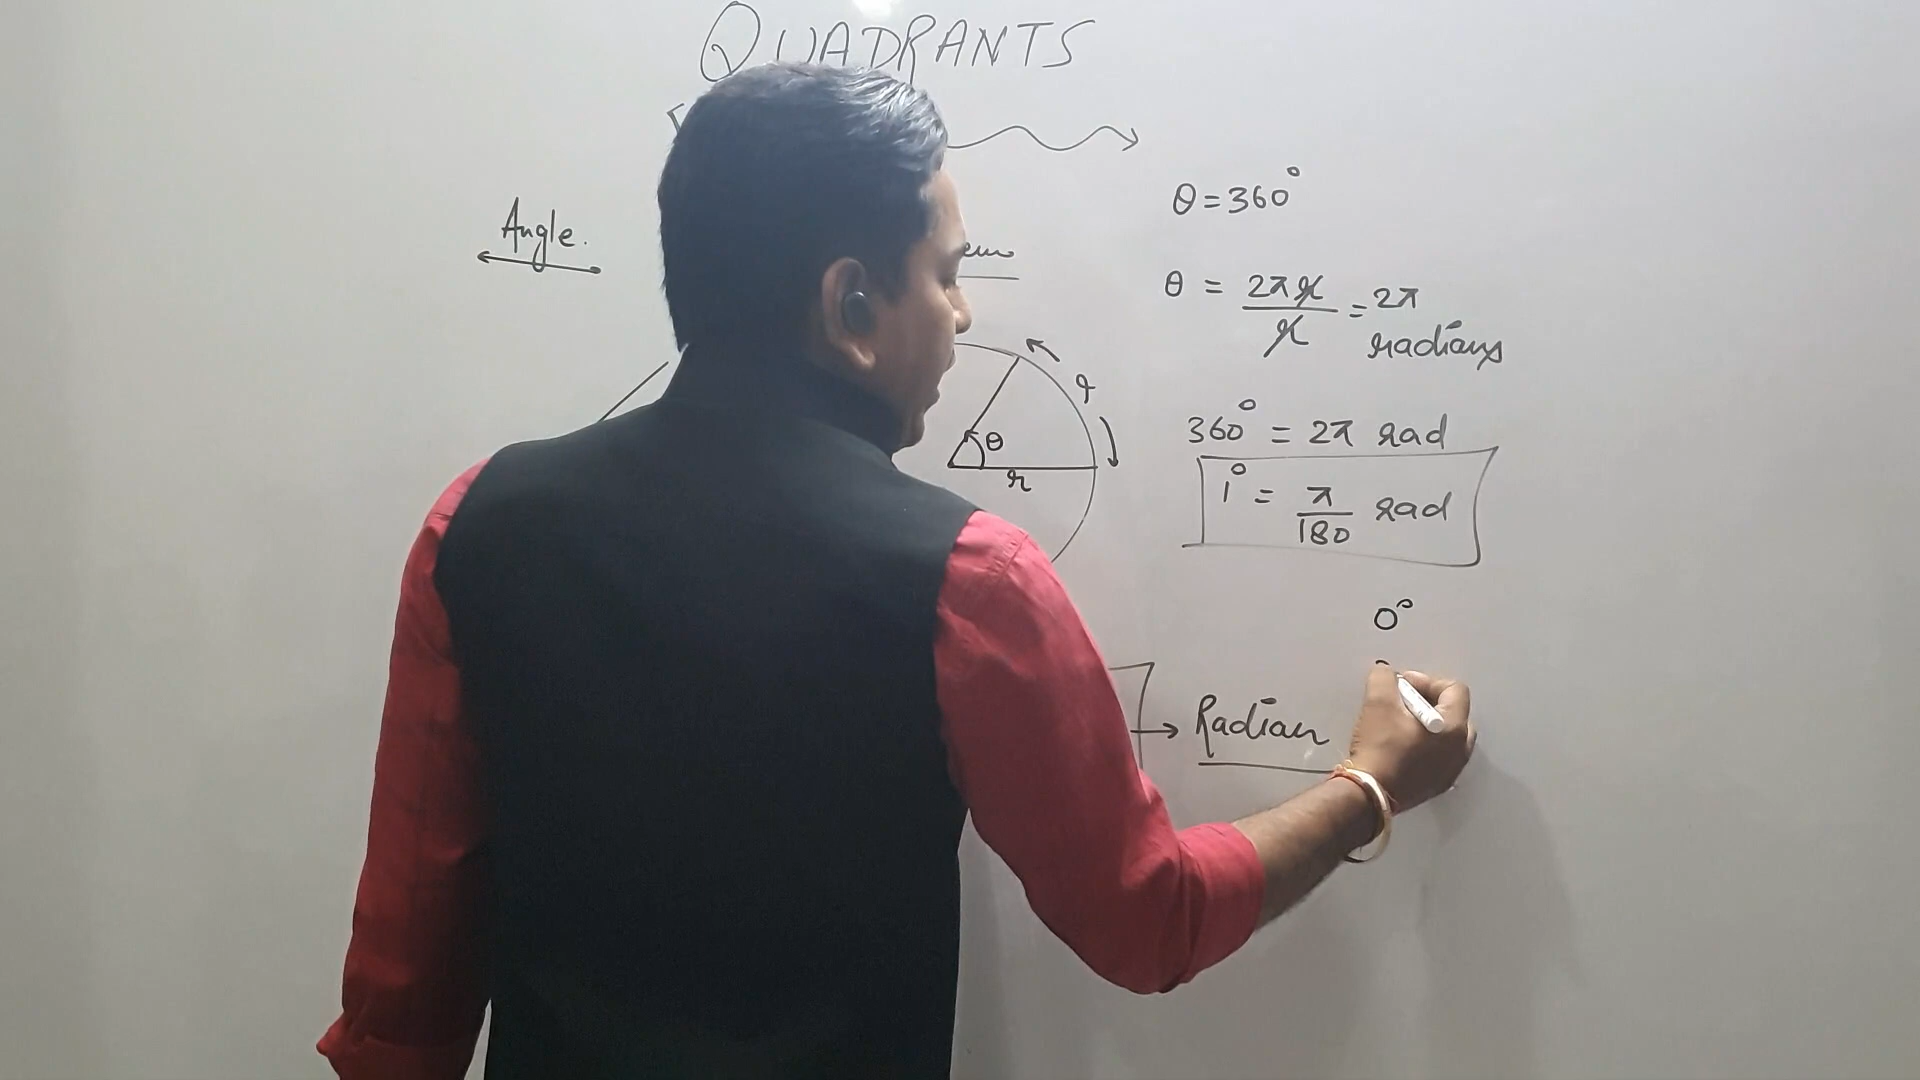 QUADRANTS
Angle.
θ = 360°
θ = 2πr/r = 2π
radians
θ
r
360° = 2π rad
1° = π/180 rad
0°
→ Radian